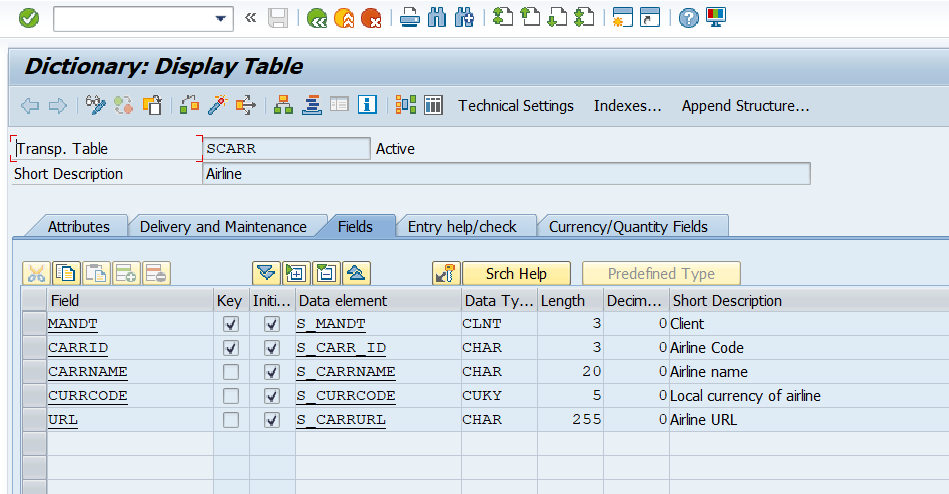 Dictionary: Display Table
Technical Settings Indexes... Append Structure...
Transp. Table SCARR Active
Short Description Airline
Attributes Delivery and Maintenance Fields Entry help/check Currency/Quantity Fields
Srch Help Predefined Type
Field Key Initi... Data element Data Ty... Length Decim... Short Description
MANDT S_MANDT CLNT 3 0 Client
CARRID S_CARR_ID CHAR 3 0 Airline Code
CARRNAME S_CARRNAME CHAR 20 0 Airline name
CURRCODE S_CURRCODE CUKY 5 0 Local currency of airline
URL S_CARRURL CHAR 255 0 Airline URL